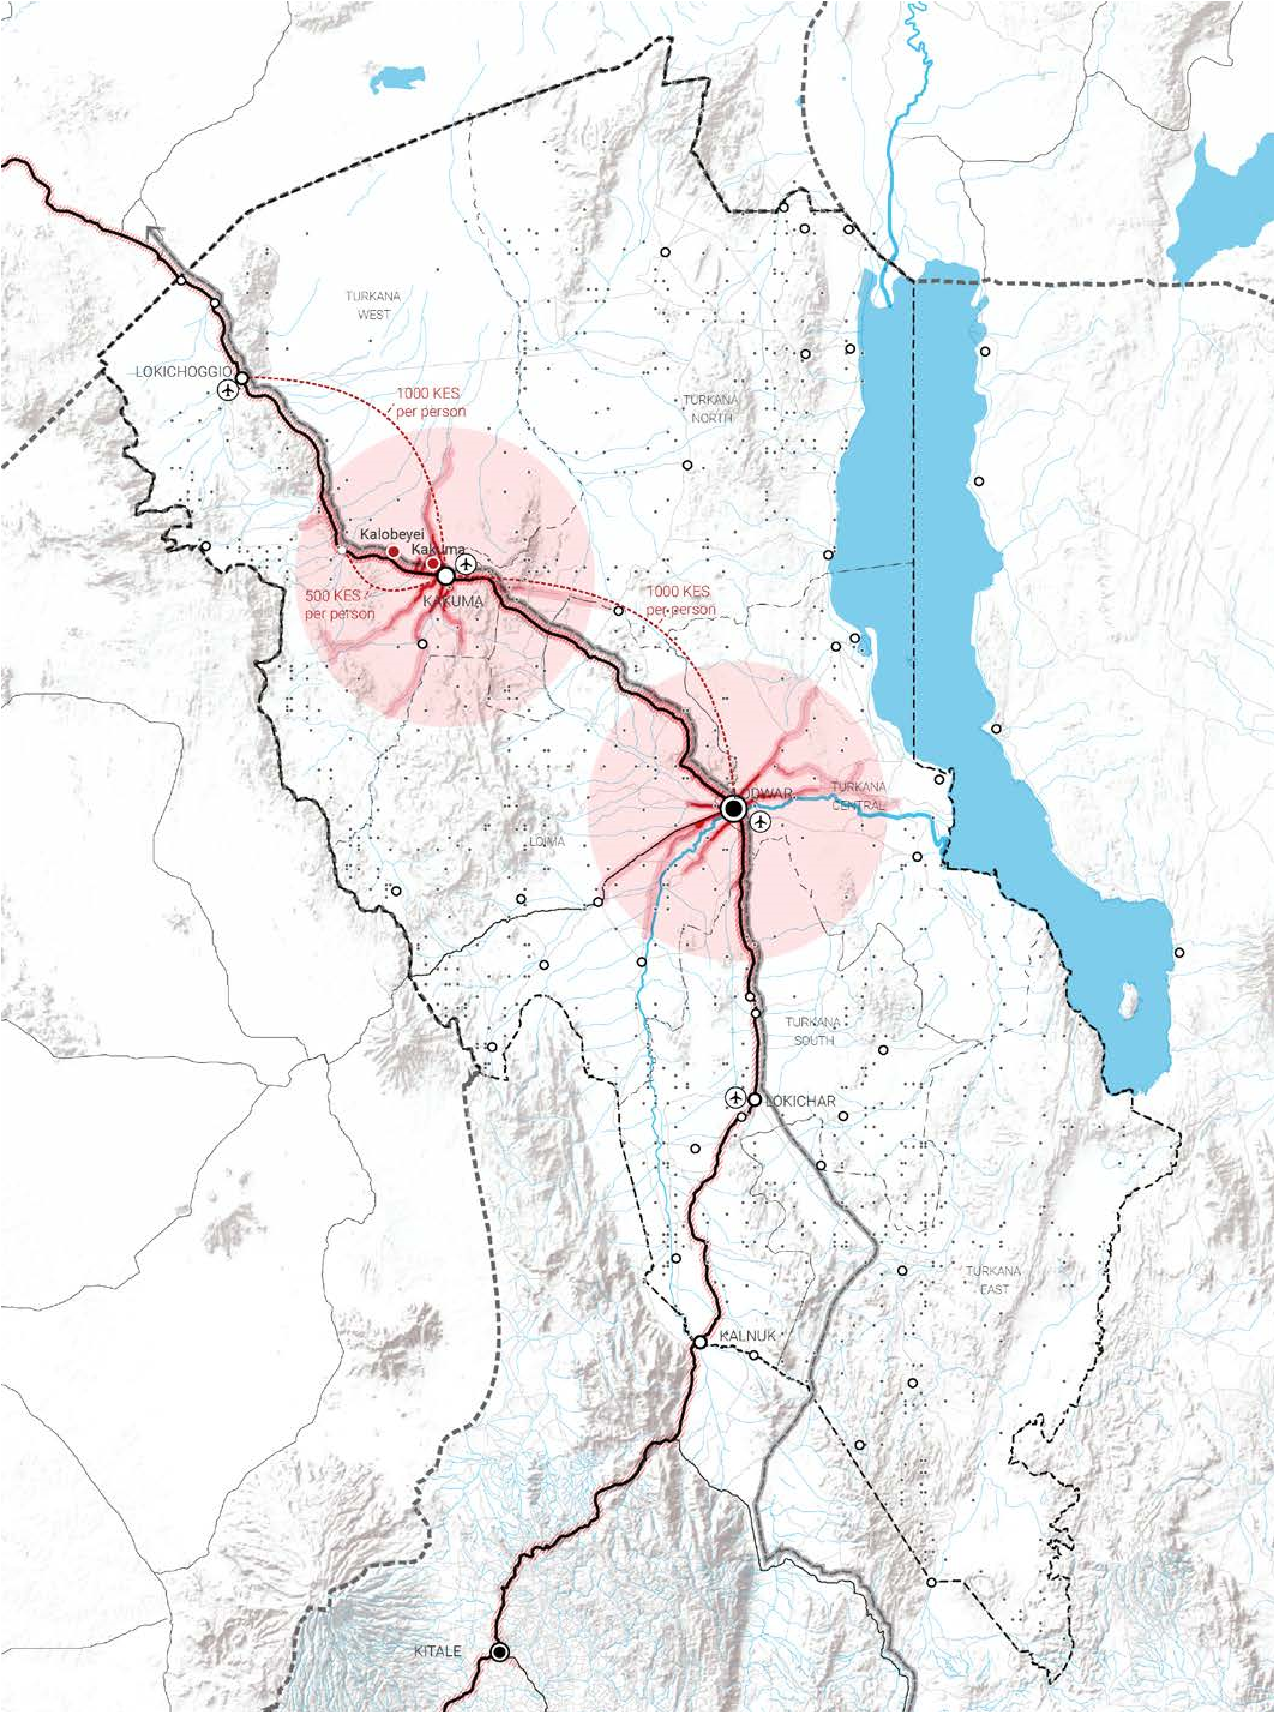 TURKANA
WEST
LOKICHOGGIO
1000 KES
per person
TURKANA
NORTH
Kalobeyei
Kakuma
KAKUMA
500 KES
per person
1000 KES
per person
ODWAR
TURKANA
CENTRAL
LOIMA
TURKANA
SOUTH
LOKICHAR
TURKANA
EAST
KALNUK
KITALE